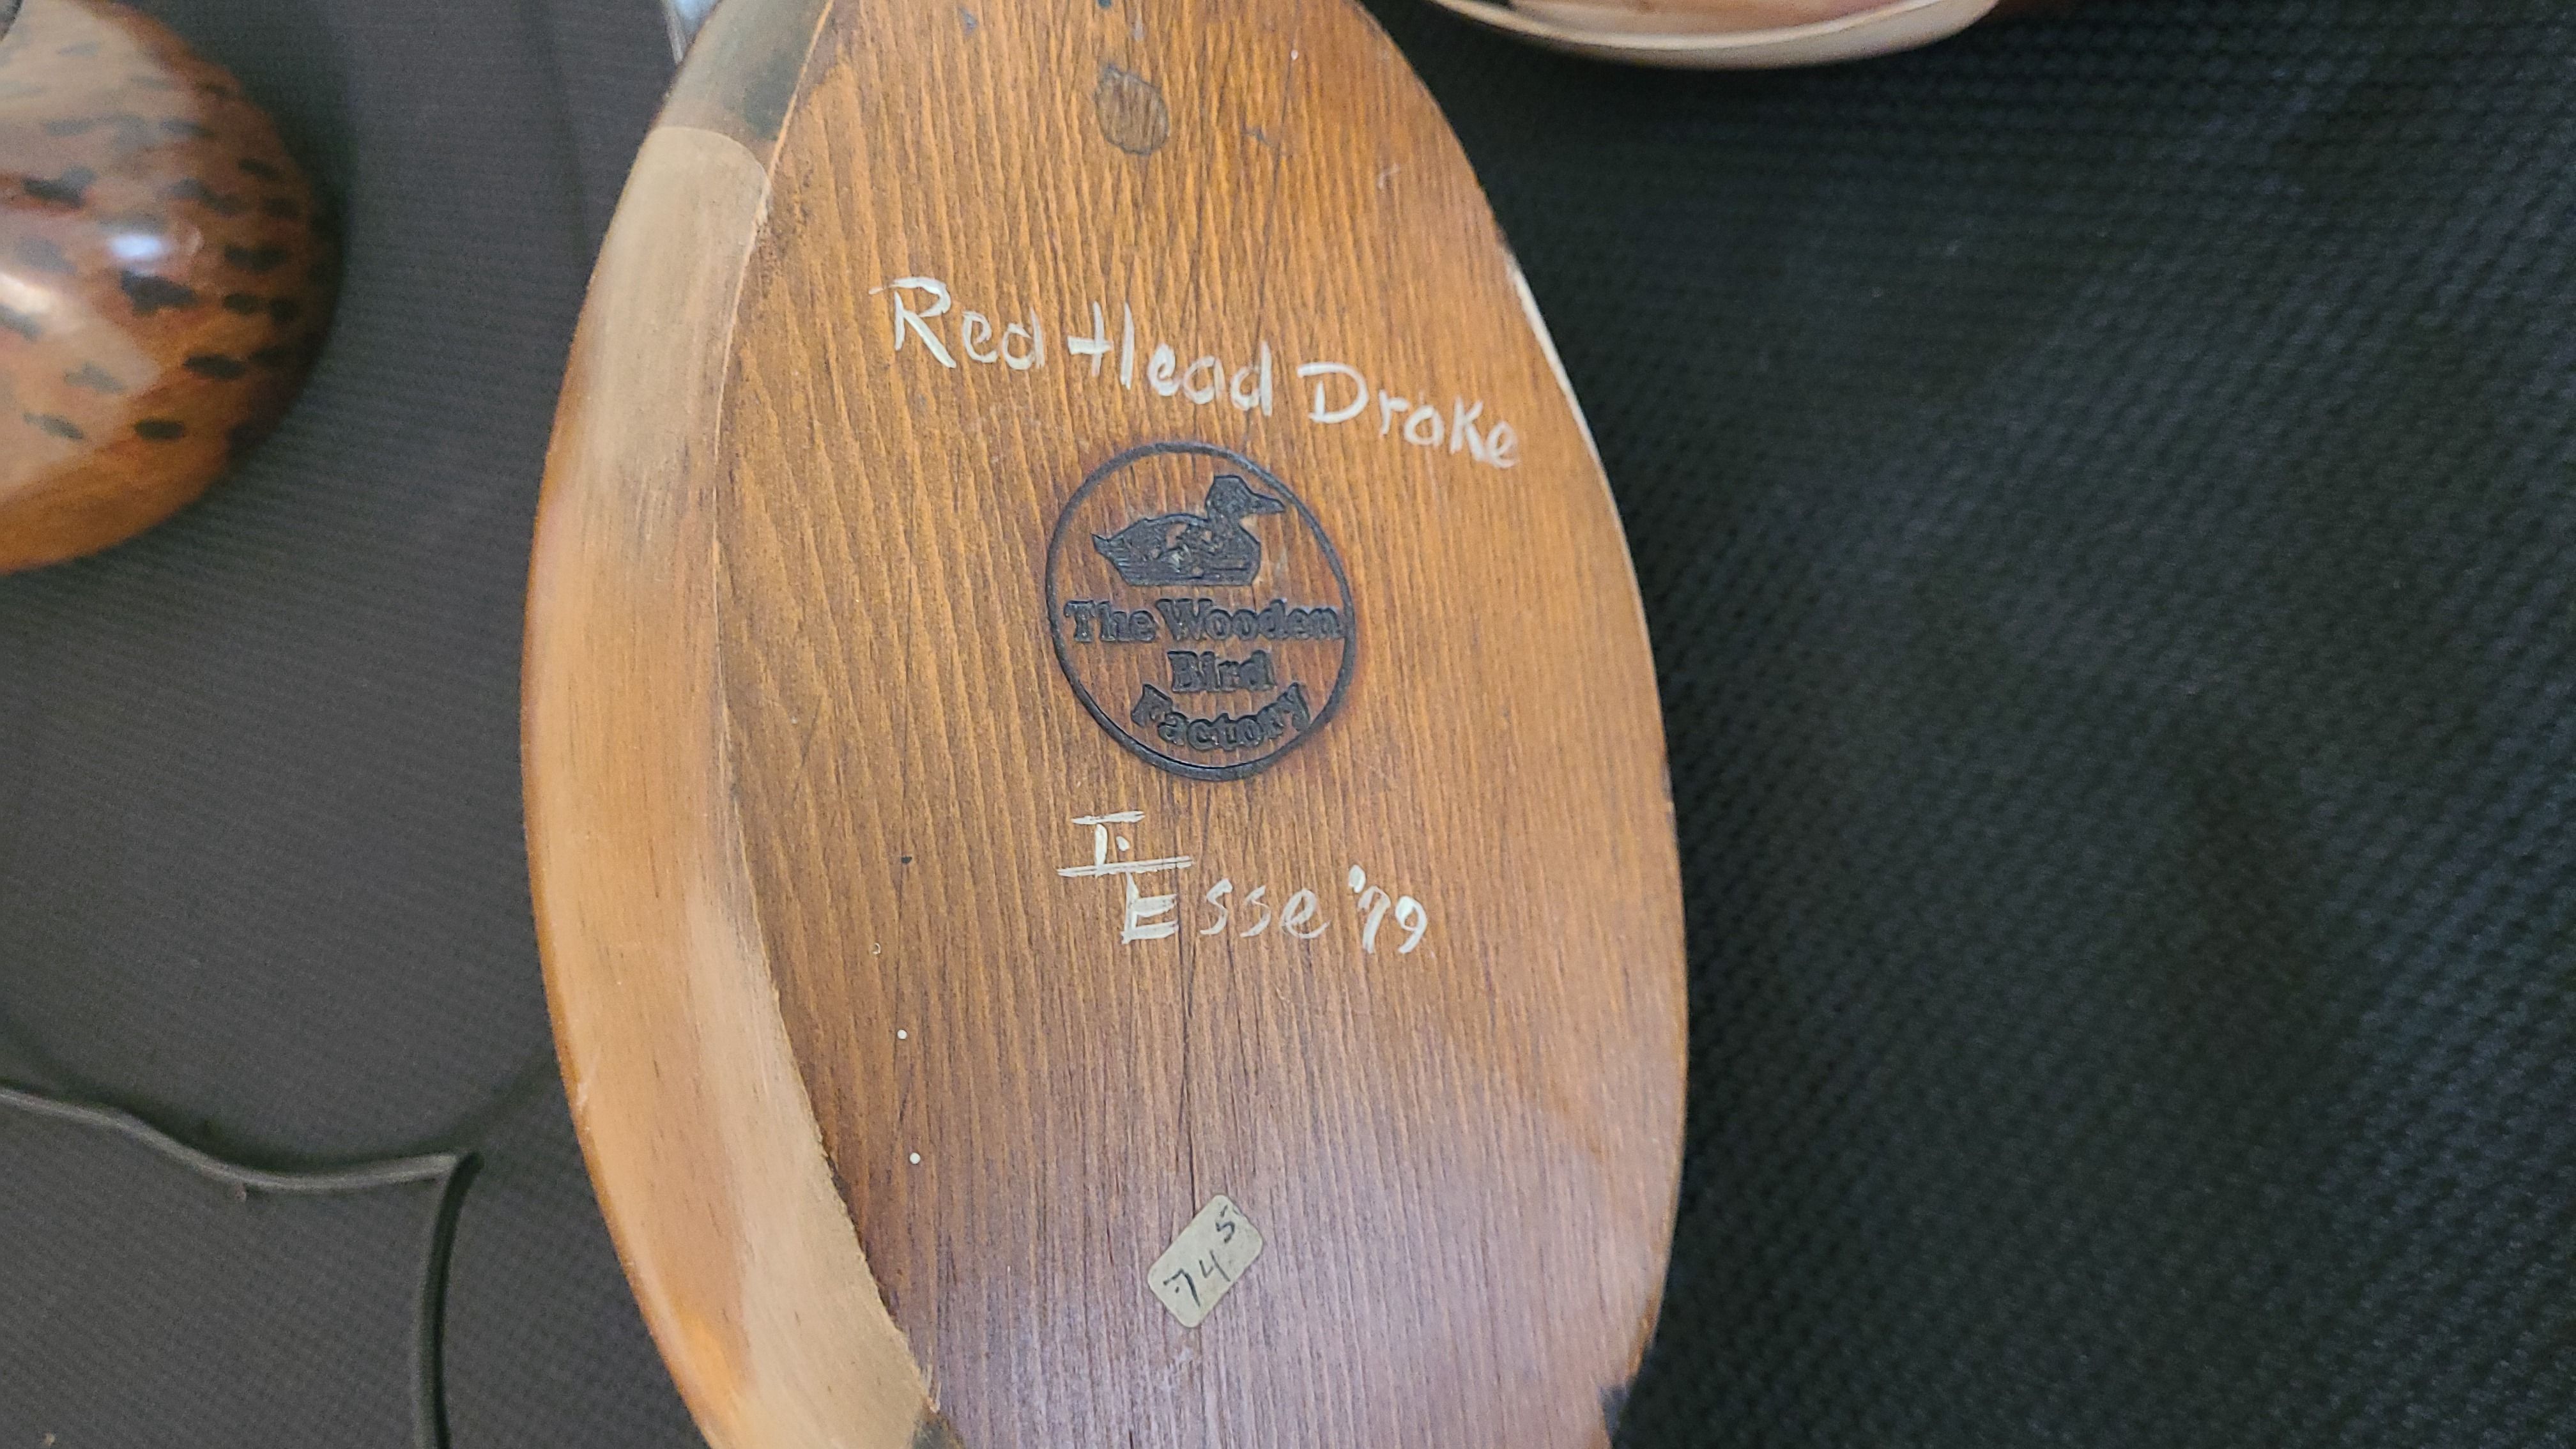 Red Head Drake
The Wooden
Bird
Factory
I.
Esse '79
74 5